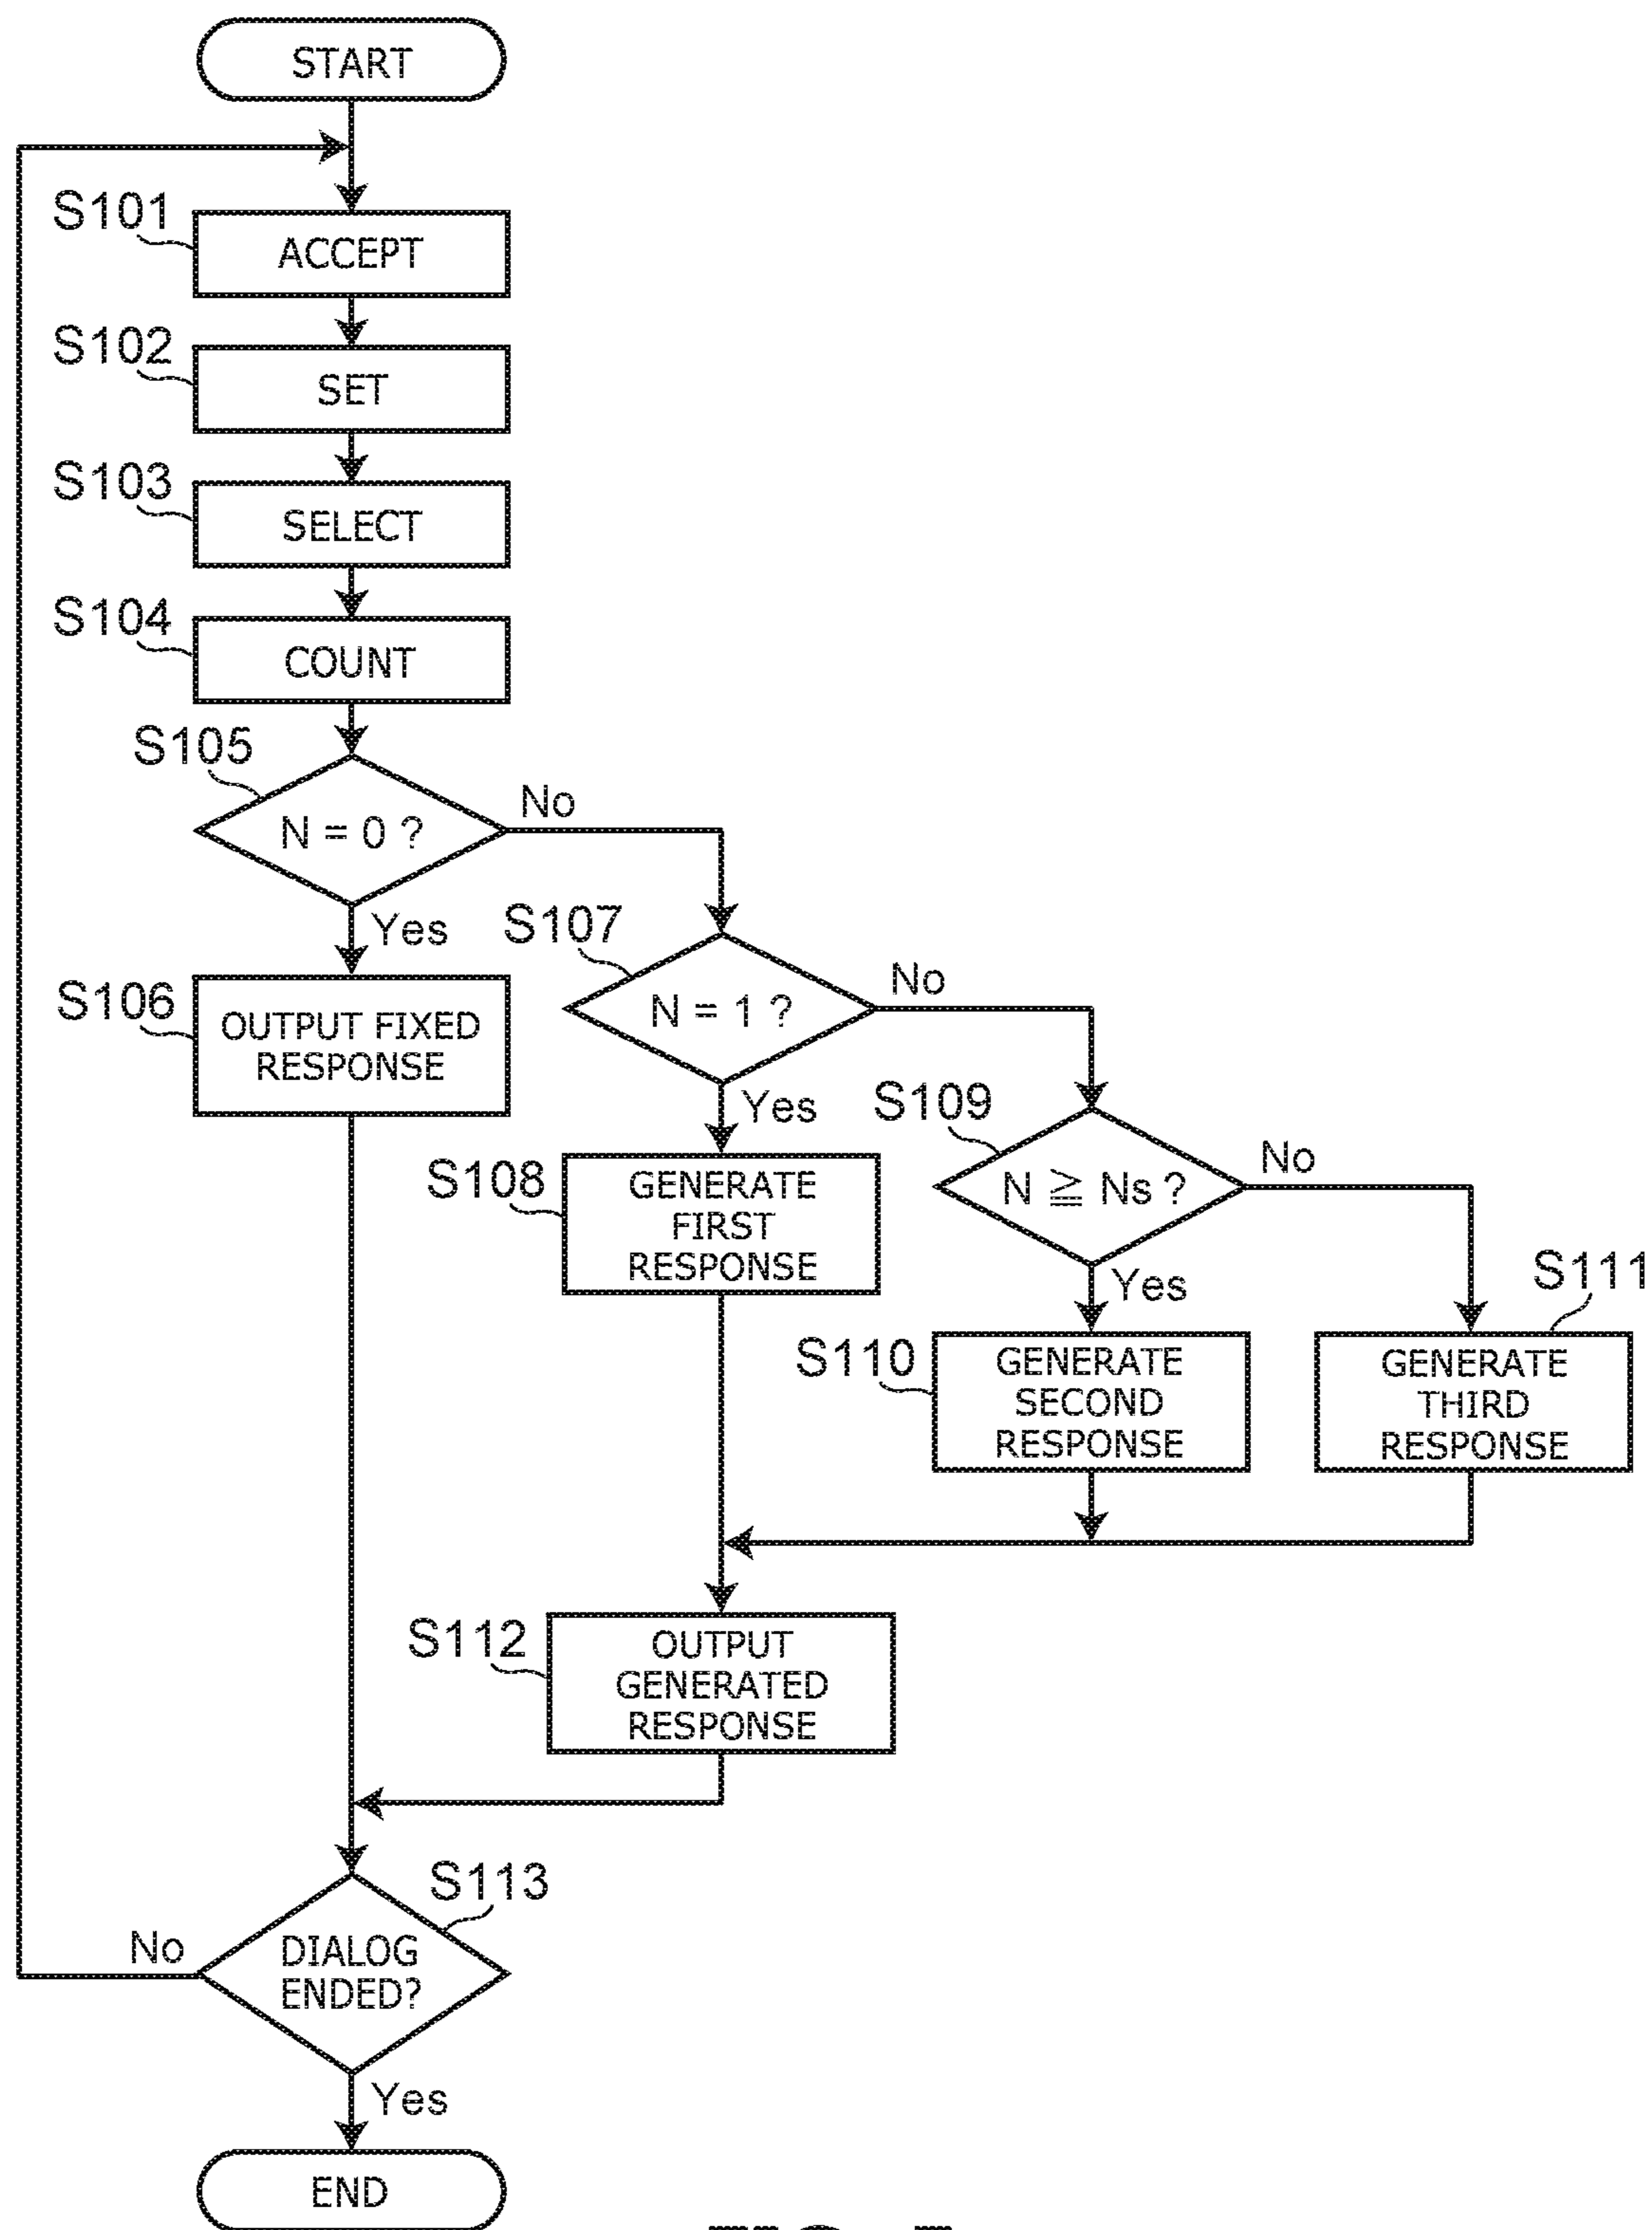 START
S101
ACCEPT
S102
SET
S103
SELECT
S104
COUNT
S105
N = 0 ?
No
Yes
S106
OUTPUT FIXED
RESPONSE
S107
N = 1 ?
No
Yes
S108
GENERATE
FIRST
RESPONSE
S109
N ≧ Ns ?
No
Yes
S110
GENERATE
SECOND
RESPONSE
S111
GENERATE
THIRD
RESPONSE
S112
OUTPUT
GENERATED
RESPONSE
S113
DIALOG
ENDED?
No
Yes
END